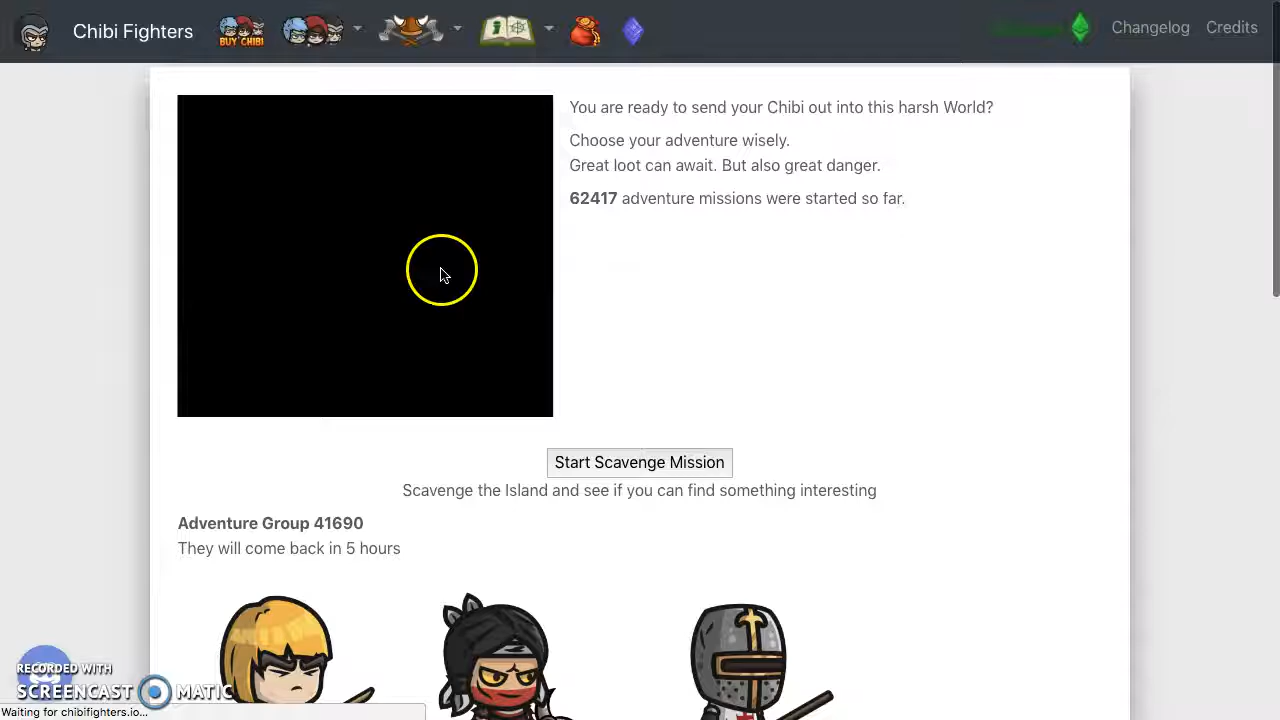 Chibi Fighters
BUY CHIBI
Changelog
Credits
You are ready to send your Chibi out into this harsh World?
Choose your adventure wisely.
Great loot can await. But also great danger.
62417 adventure missions were started so far.
Start Scavenge Mission
Scavenge the Island and see if you can find something interesting
Adventure Group 41690
They will come back in 5 hours
RECORDED WITH
SCREENCAST MATIC
Waiting for chibifighters.io...